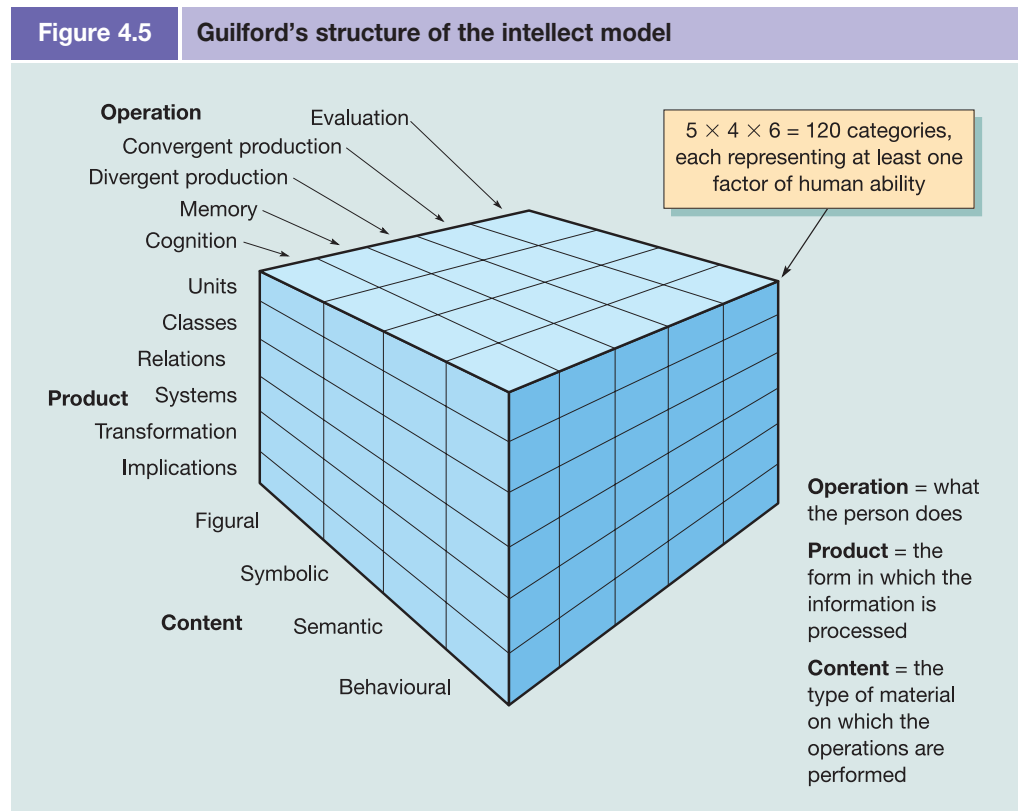 Figure 4.5
Guilford's structure of the intellect model
Operation
Evaluation
Convergent production
Divergent production
Memory
Cognition
5 × 4 × 6 = 120 categories,
each representing at least one
factor of human ability
Units
Classes
Relations
Product
Systems
Transformation
Implications
Figural
Symbolic
Content
Semantic
Behavioural
Operation = what
the person does
Product = the
form in which the
information is
processed
Content = the
type of material
on which the
operations are
performed